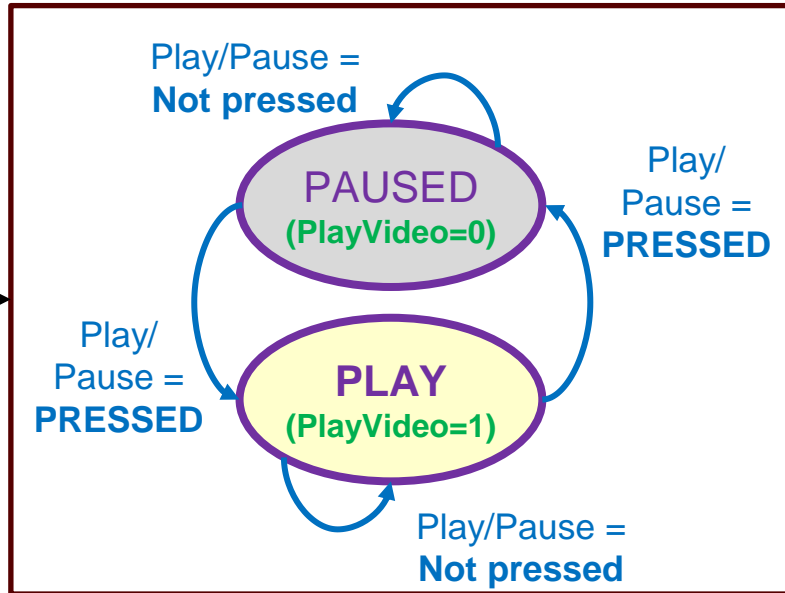 Play/Pause =
Not pressed
PAUSED
(PlayVideo=0)
Play/
Pause =
PRESSED
Play/
Pause =
PRESSED
PLAY
(PlayVideo=1)
Play/Pause =
Not pressed